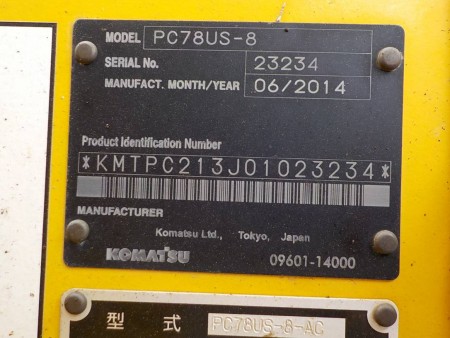 MODEL PC78US-8
SERIAL No. 23234
MANUFACT. MONTH/YEAR 06/2014
Product Identification Number
*KMTPC213J01023234*
MANUFACTURER
Komatsu Ltd., Tokyo, Japan
KOMATSU 09601-14000
型 式 PC78US-8-AC